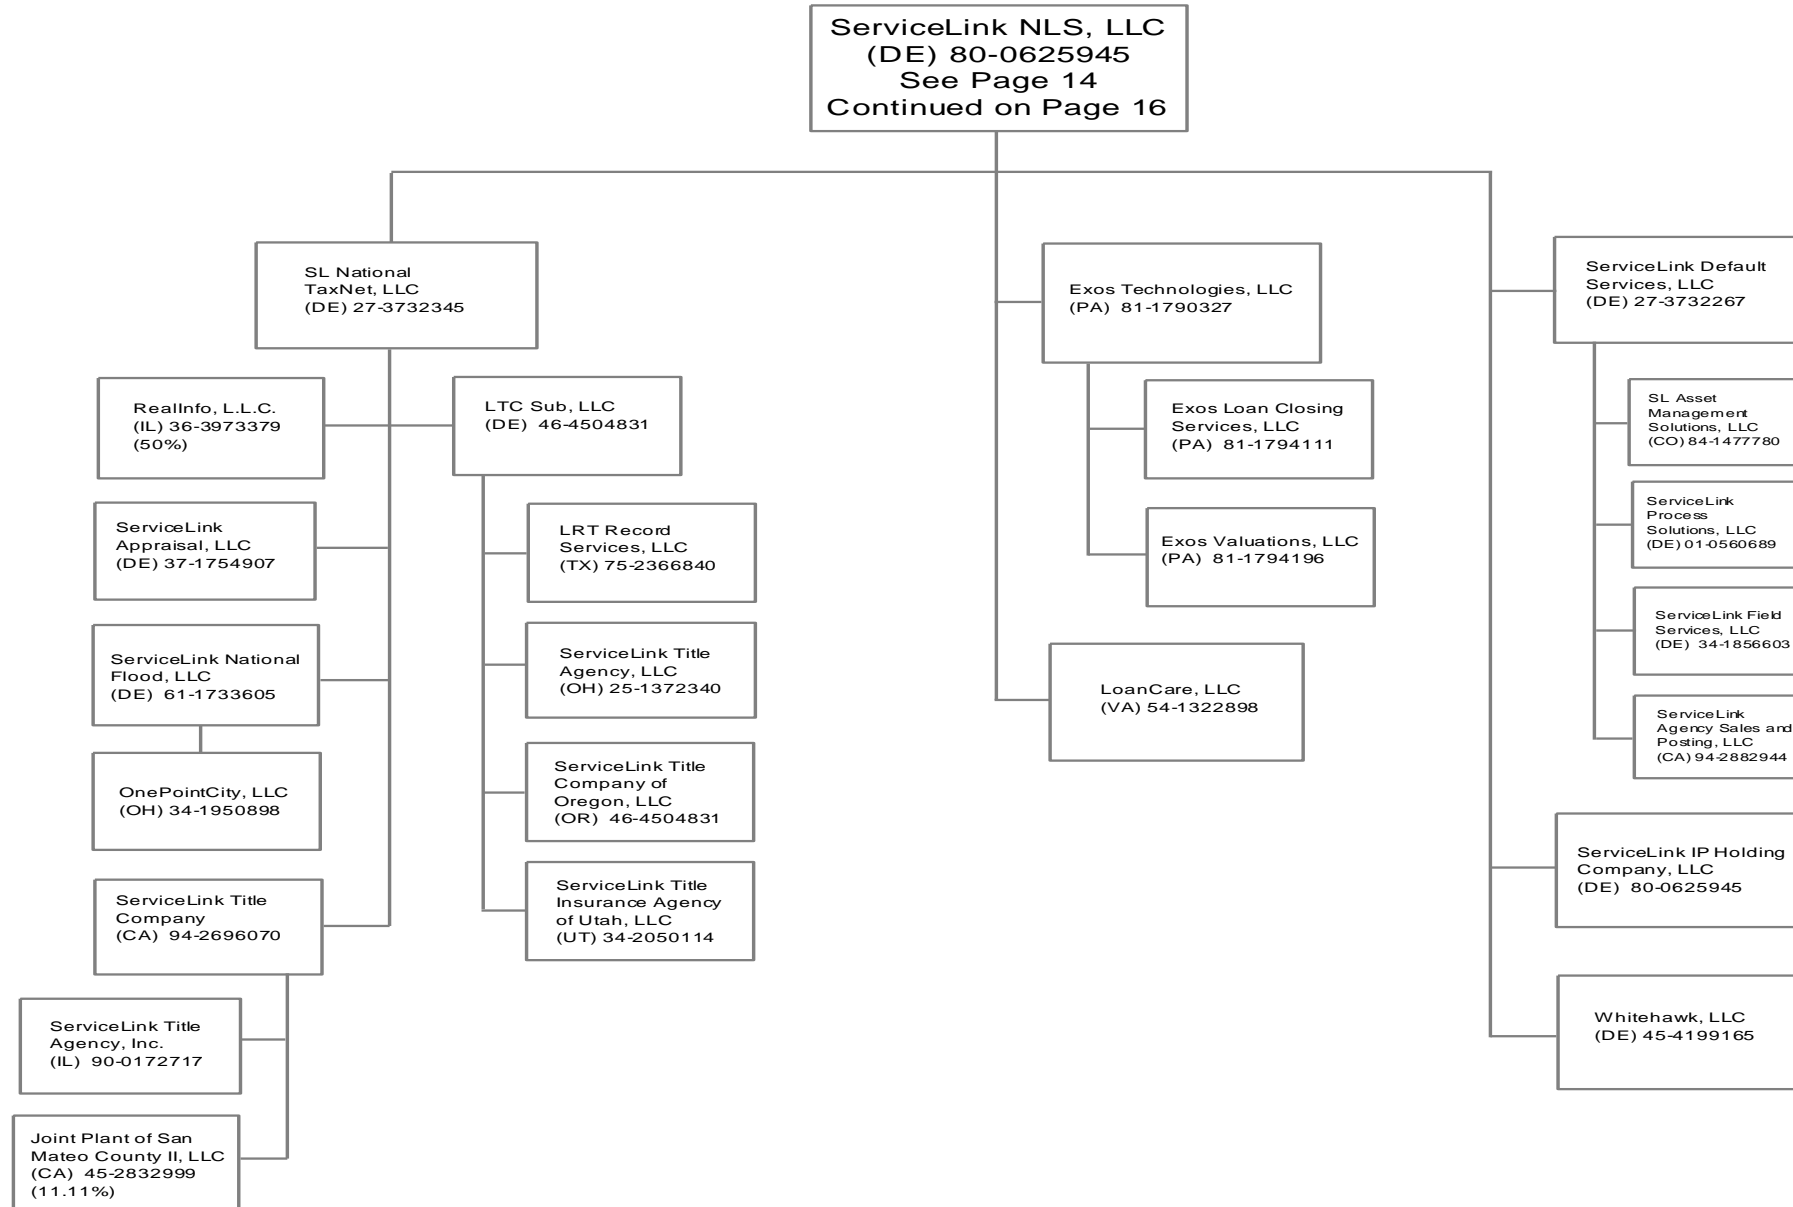 ServiceLink NLS, LLC
(DE) 80-0625945
See Page 14
Continued on Page 16
SL National
TaxNet, LLC
(DE) 27-3732345
RealInfo, L.L.C.
(IL) 36-3973379
(50%)
LTC Sub, LLC
(DE) 46-4504831
ServiceLink
Appraisal, LLC
(DE) 37-1754907
ServiceLink National
Flood, LLC
(DE) 61-1733605
OnePointCity, LLC
(OH) 34-1950898
ServiceLink Title
Company
(CA) 94-2696070
ServiceLink Title
Agency, Inc.
(IL) 90-0172717
Joint Plant of San
Mateo County II, LLC
(CA) 45-2832999
(11.11%)
LRT Record
Services, LLC
(TX) 75-2366840
ServiceLink Title
Agency, LLC
(OH) 25-1372340
ServiceLink Title
Company of
Oregon, LLC
(OR) 46-4504831
ServiceLink Title
Insurance Agency
of Utah, LLC
(UT) 34-2050114
Exos Technologies, LLC
(PA) 81-1790327
Exos Loan Closing
Services, LLC
(PA) 81-1794111
Exos Valuations, LLC
(PA) 81-1794196
LoanCare, LLC
(VA) 54-1322898
ServiceLink Default
Services, LLC
(DE) 27-3732267
SL Asset
Management
Solutions, LLC
(CO) 84-1477780
ServiceLink
Process
Solutions, LLC
(DE) 01-0560689
ServiceLink Field
Services, LLC
(DE) 34-1856603
ServiceLink
Agency Sales and
Posting, LLC
(CA) 94-2882944
ServiceLink IP Holding
Company, LLC
(DE) 80-0625945
Whitehawk, LLC
(DE) 45-4199165